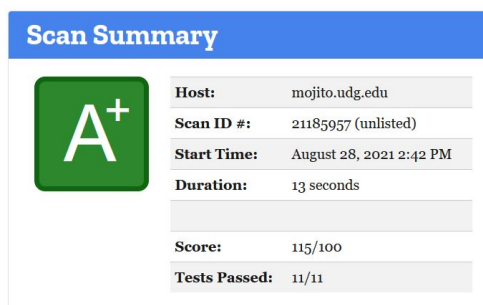 Scan Summary
A+
Host: mojito.udg.edu
Scan ID #: 21185957 (unlisted)
Start Time: August 28, 2021 2:42 PM
Duration: 13 seconds
Score: 115/100
Tests Passed: 11/11